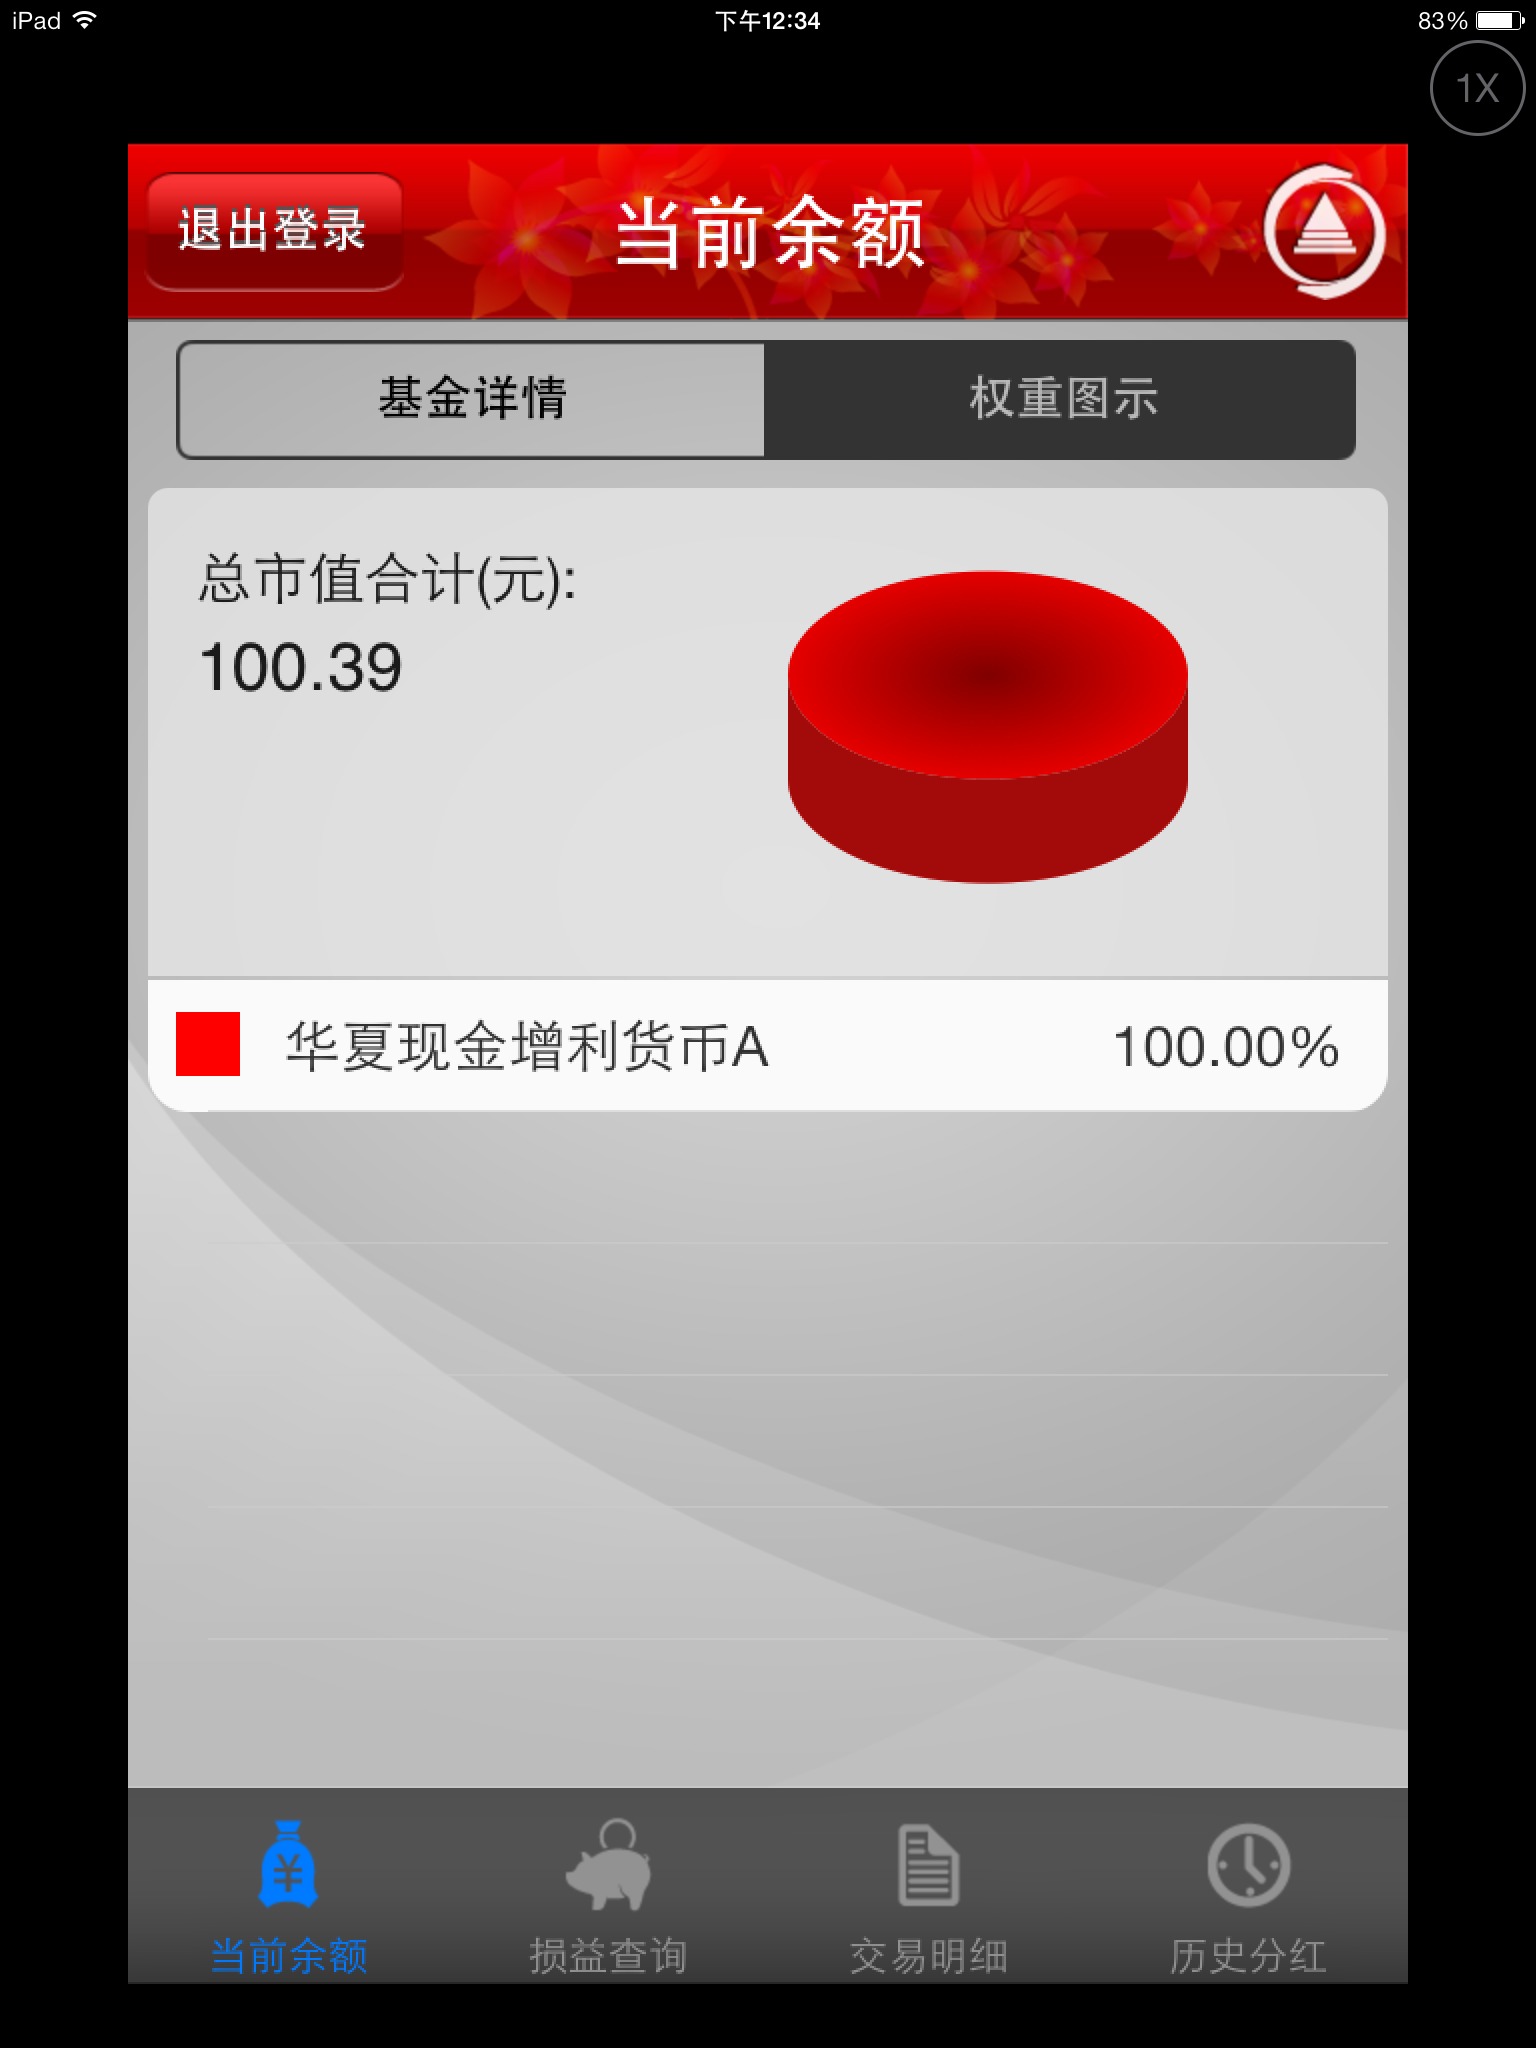 iPad 下午12:34 83%
1X
退出登录 当前余额
基金详情 权重图示
总市值合计(元):
100.39
华夏现金增利货币A 100.00%
¥
当前余额 损益查询 交易明细 历史分红